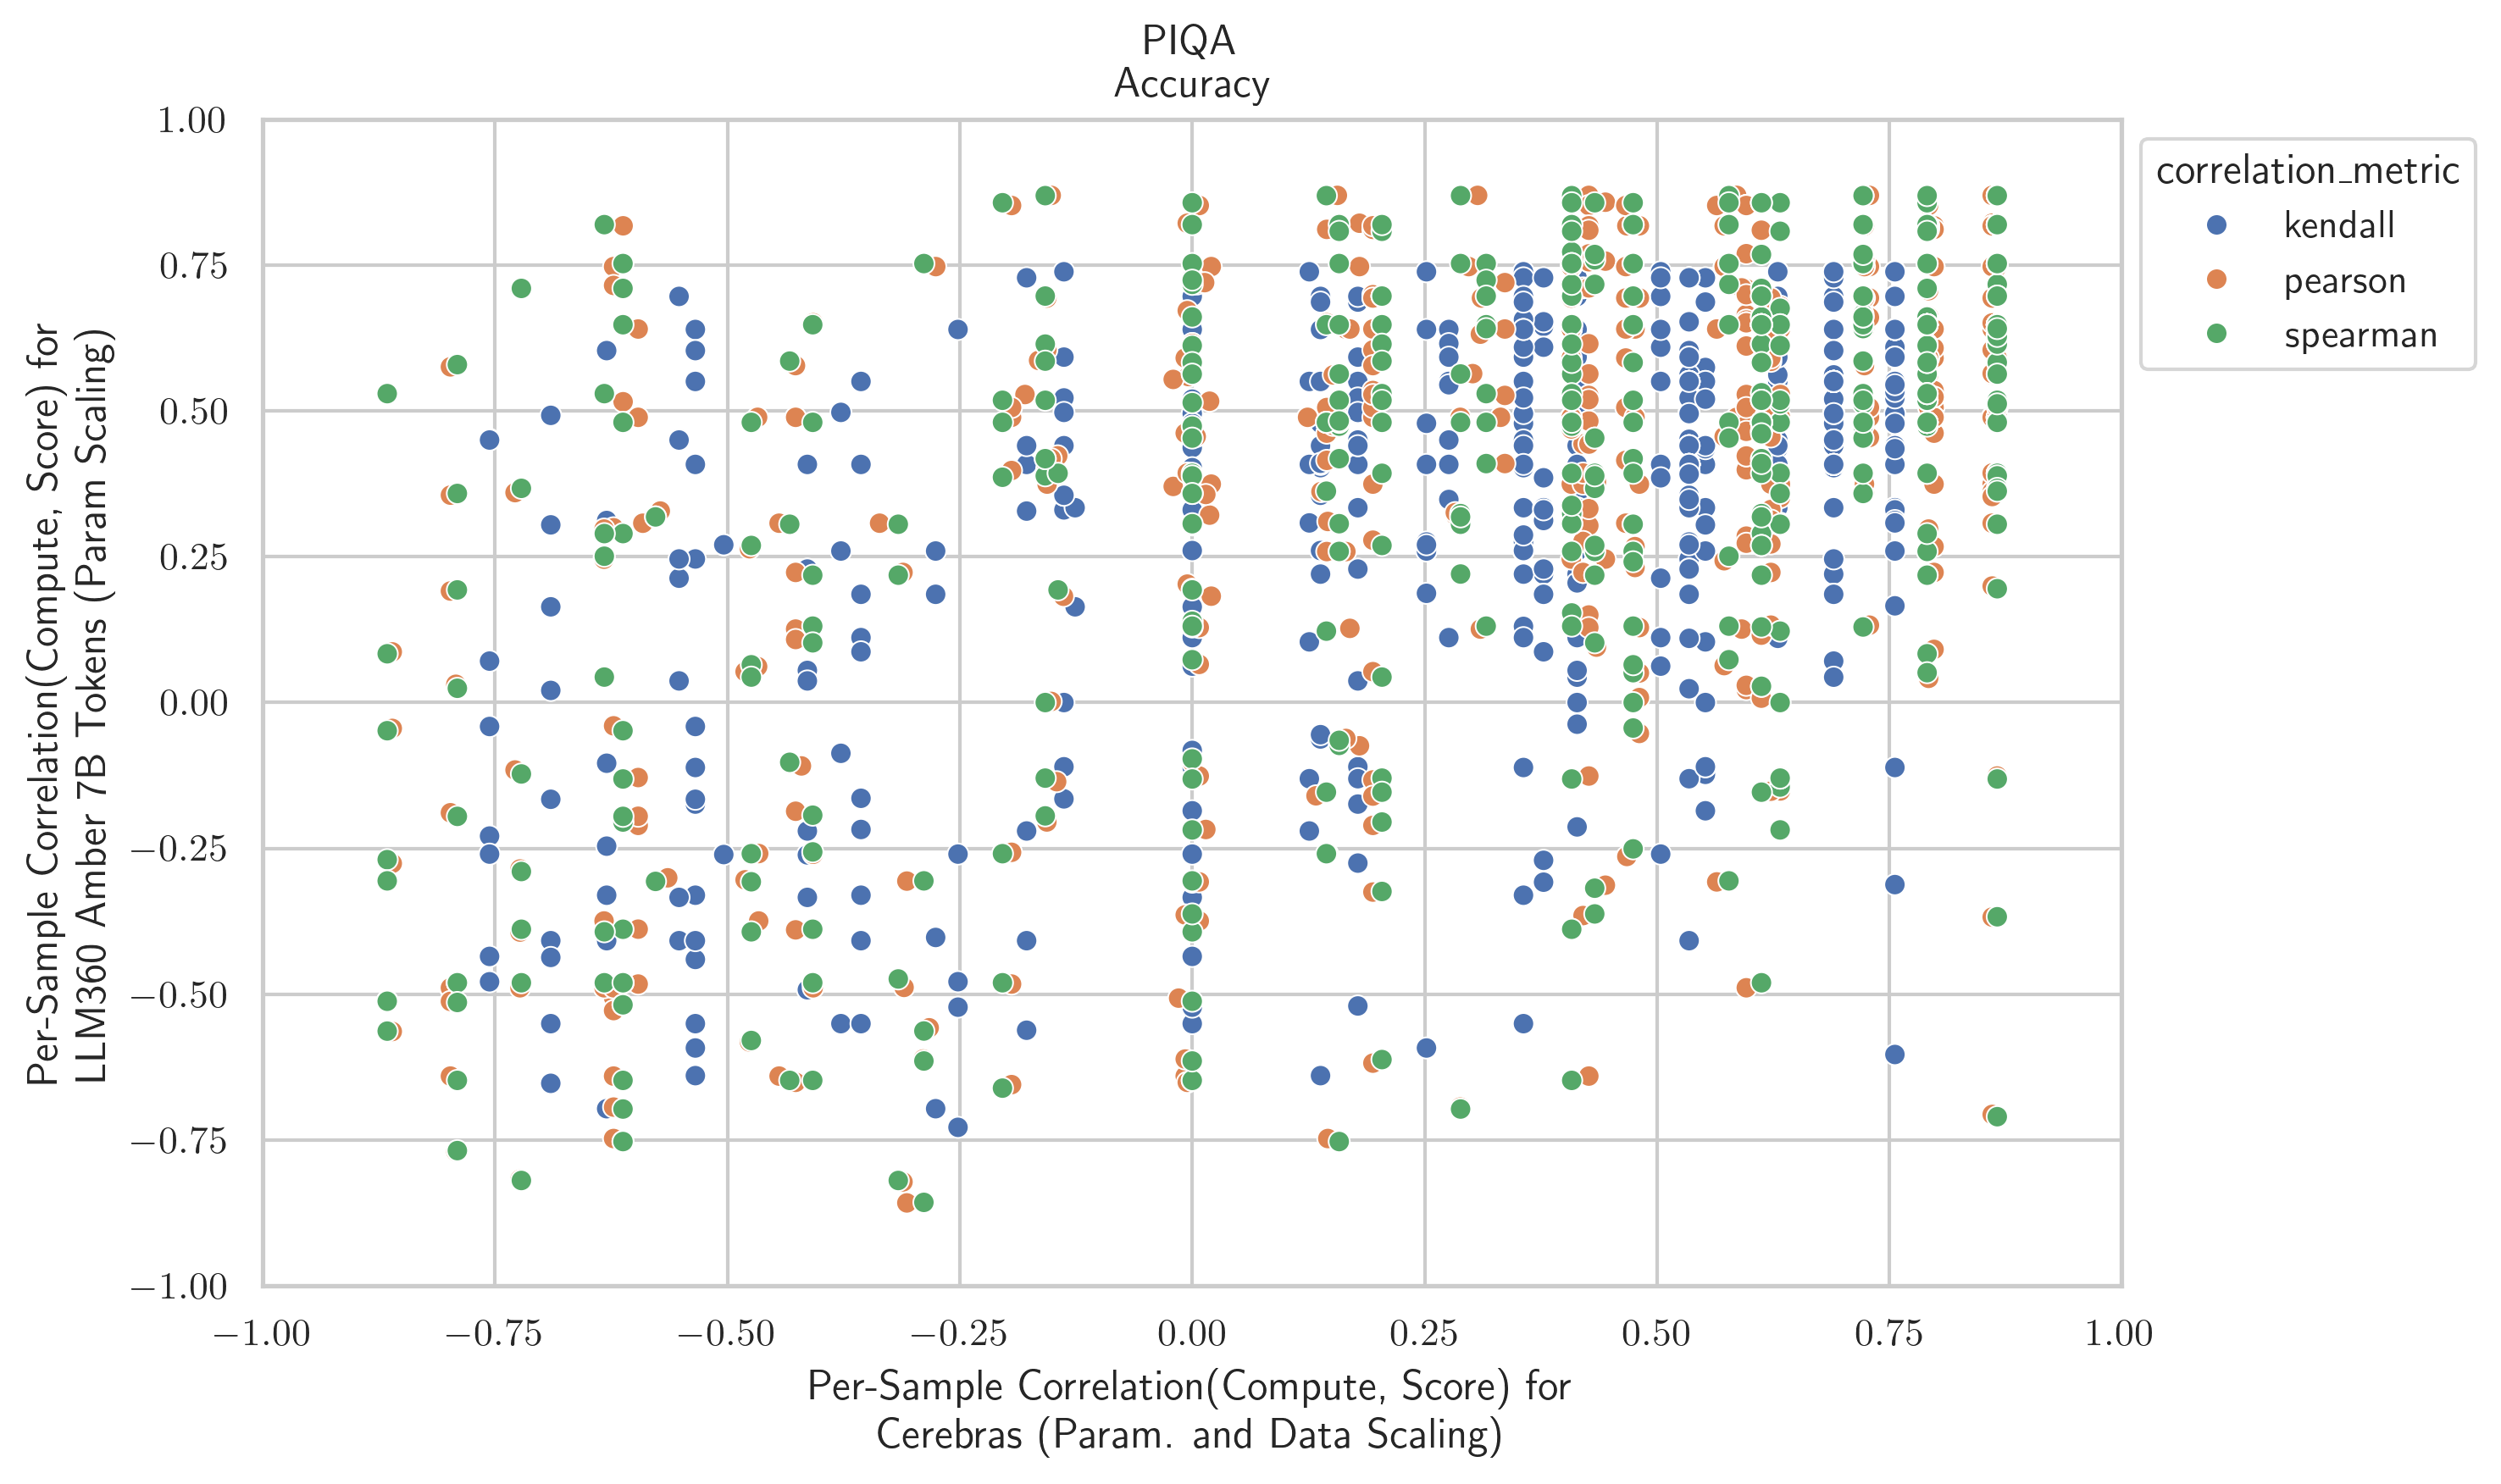 PIQA
Accuracy
Per-Sample Correlation(Compute, Score) for
LLM360 Amber 7B Tokens (Param Scaling)
1.00
0.75
0.50
0.25
0.00
−0.25
−0.50
−0.75
−1.00
−1.00 −0.75 −0.50 −0.25 0.00 0.25 0.50 0.75 1.00
Per-Sample Correlation(Compute, Score) for
Cerebras (Param. and Data Scaling)
correlation_metric
kendall
pearson
spearman